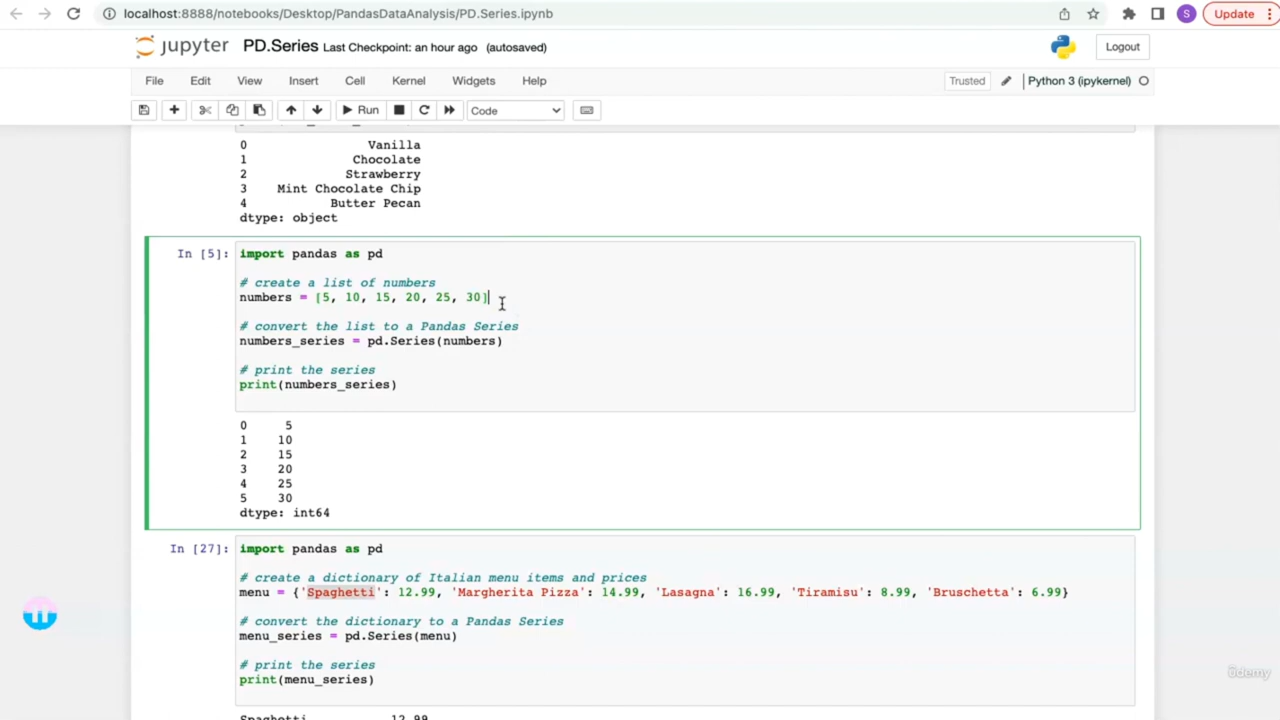 localhost:8888/notebooks/Desktop/PandasDataAnalysis/PD.Series.ipynb
S
Update
jupyter PD.Series Last Checkpoint: an hour ago (autosaved)
Logout
File Edit View Insert Cell Kernel Widgets Help
Trusted Python 3 (ipykernel)
Run Code
0 Vanilla
1 Chocolate
2 Strawberry
3 Mint Chocolate Chip
4 Butter Pecan
dtype: object
In [5]: import pandas as pd
# create a list of numbers
numbers = [5, 10, 15, 20, 25, 30]
# convert the list to a Pandas Series
numbers_series = pd.Series(numbers)
# print the series
print(numbers_series)
0 5
1 10
2 15
3 20
4 25
5 30
dtype: int64
In [27]: import pandas as pd
# create a dictionary of Italian menu items and prices
menu = {'Spaghetti': 12.99, 'Margherita Pizza': 14.99, 'Lasagna': 16.99, 'Tiramisu': 8.99, 'Bruschetta': 6.99}
# convert the dictionary to a Pandas Series
menu_series = pd.Series(menu)
# print the series
print(menu_series)
Spaghetti 12.99
ûdemy